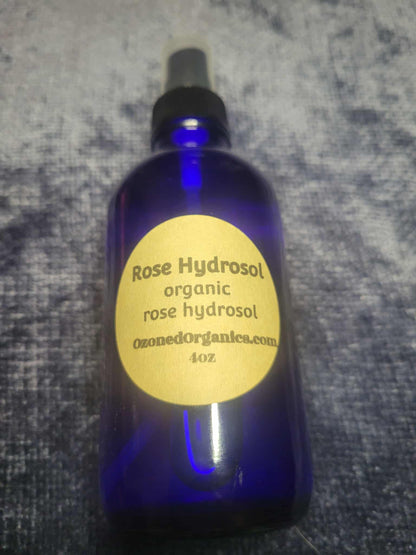 Rose Hydrosol
organic
rose hydrosol
OzonedOrganics.com
4oz